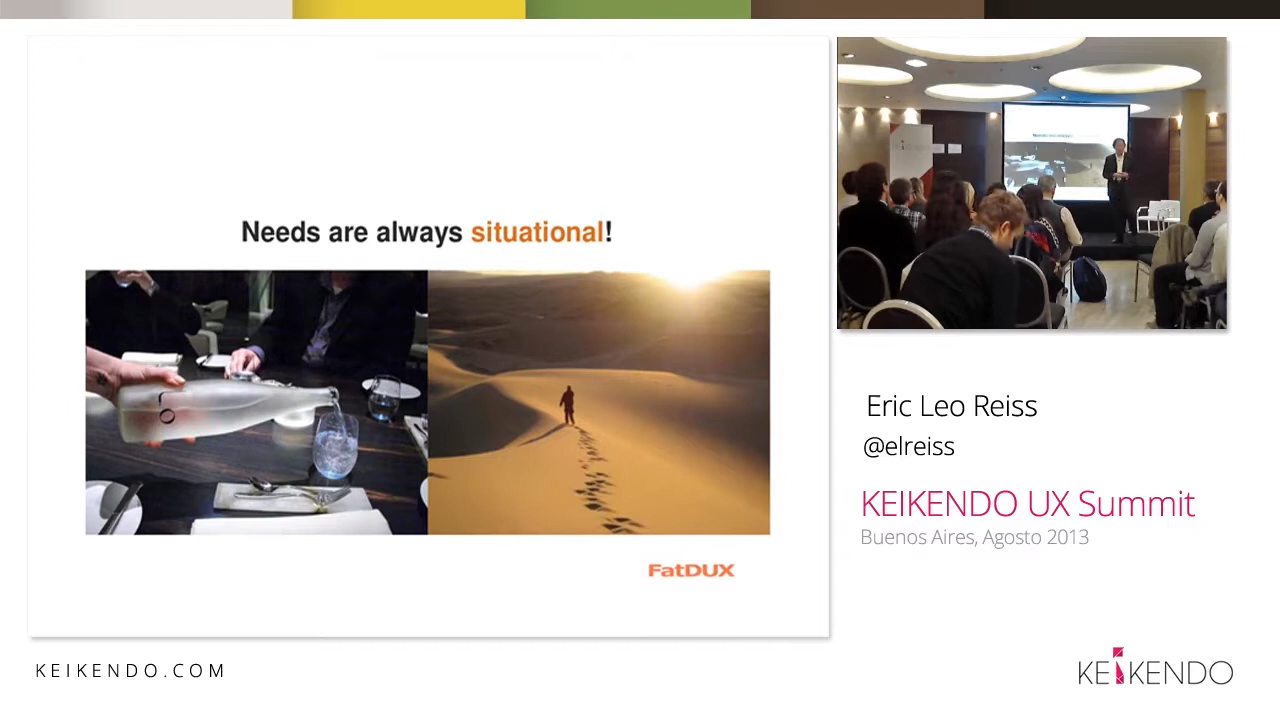 Needs are always situational!
FatDUX
Eric Leo Reiss
@elreiss
KEIKENDO UX Summit
Buenos Aires, Agosto 2013
KEIKENDO.COM
KEIKENDO